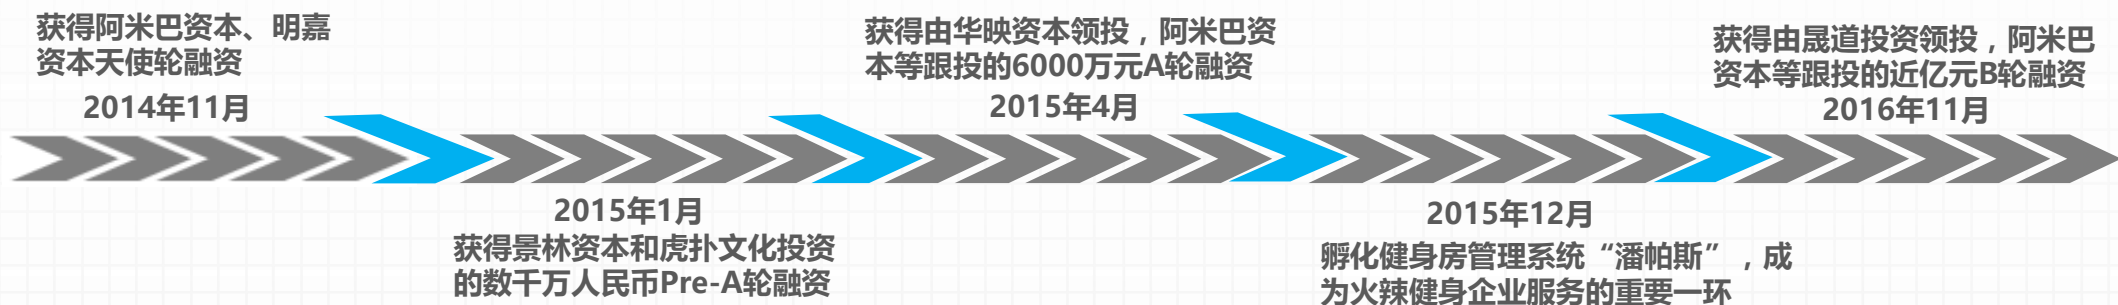 获得阿米巴资本、明嘉
资本天使轮融资
2014年11月
2015年1月
获得景林资本和虎扑文化投资
的数千万人民币Pre-A轮融资
获得由华映资本领投，阿米巴资
本等跟投的6000万元A轮融资
2015年4月
2015年12月
孵化健身房管理系统“潘帕斯”，成
为火辣健身企业服务的重要一环
获得由晟道投资领投，阿米巴
资本等跟投的近亿元B轮融资
2016年11月